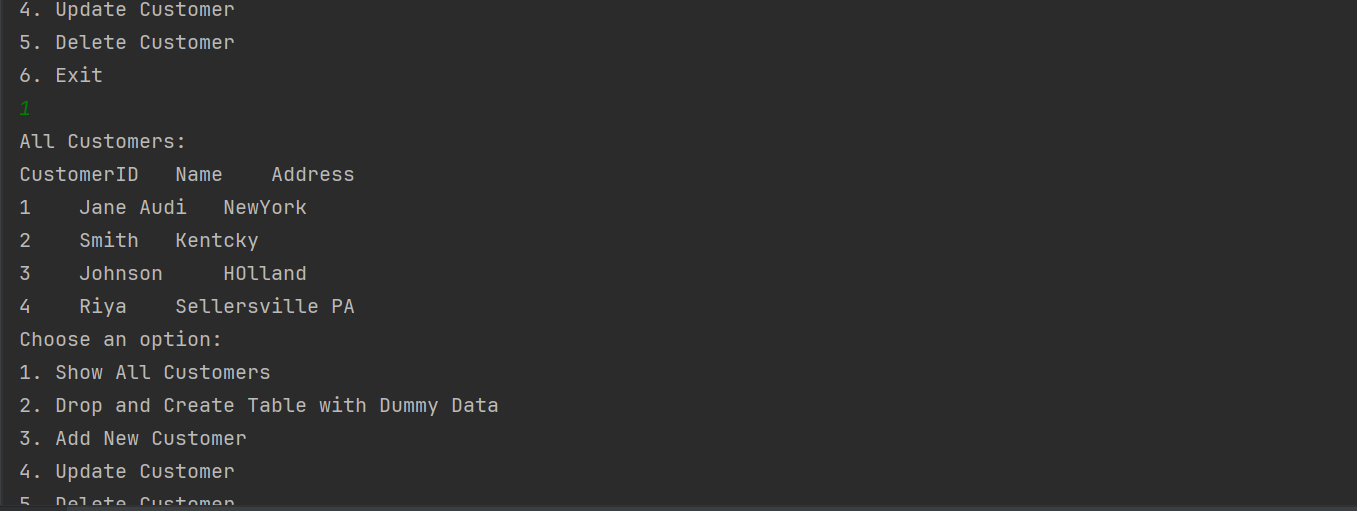 4. Update Customer
5. Delete Customer
6. Exit
1
All Customers:
CustomerID   Name    Address
1    Jane Audi   NewYork
2    Smith   Kentcky
3    Johnson     HOlland
4    Riya    Sellersville PA
Choose an option:
1. Show All Customers
2. Drop and Create Table with Dummy Data
3. Add New Customer
4. Update Customer
5. Delete Customer